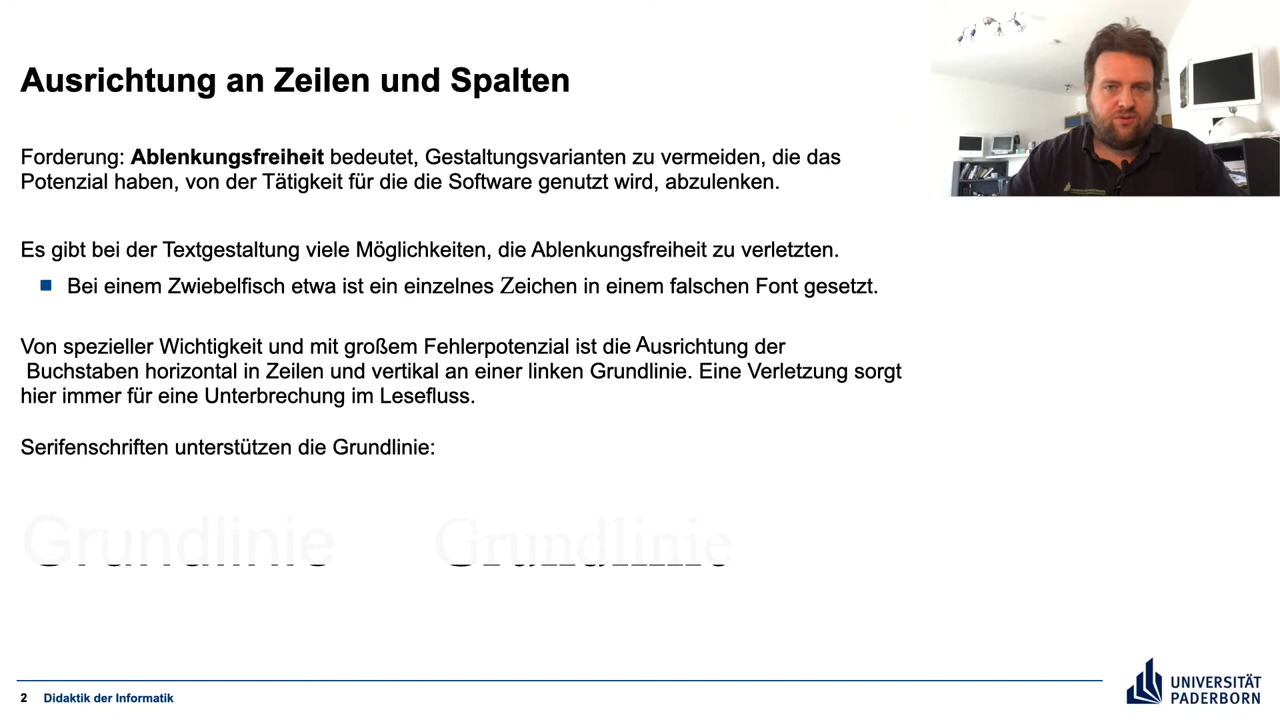 Ausrichtung an Zeilen und Spalten
Forderung: Ablenkungsfreiheit bedeutet, Gestaltungsvarianten zu vermeiden, die das
Potenzial haben, von der Tätigkeit für die die Software genutzt wird, abzulenken.
Es gibt bei der Textgestaltung viele Möglichkeiten, die Ablenkungsfreiheit zu verletzten.
Bei einem Zwiebelfisch etwa ist ein einzelnes Zeichen in einem falschen Font gesetzt.
Von spezieller Wichtigkeit und mit großem Fehlerpotenzial ist die Ausrichtung der
Buchstaben horizontal in Zeilen und vertikal an einer linken Grundlinie. Eine Verletzung sorgt
hier immer für eine Unterbrechung im Lesefluss.
Serifenschriften unterstützen die Grundlinie:
Grundlinie Grundlinie
2 Didaktik der Informatik
UNIVERSITÄT
PADERBORN